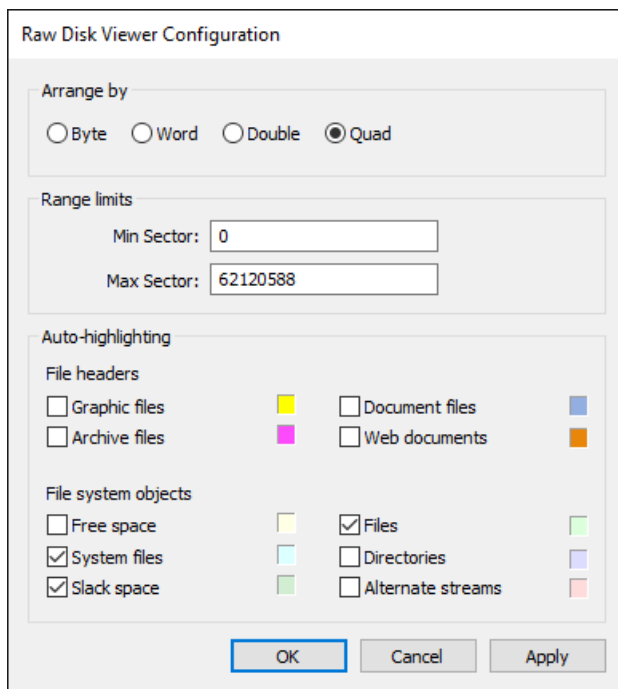 Raw Disk Viewer Configuration
Arrange by
Byte Word Double Quad
Range limits
Min Sector: 0
Max Sector: 62120588
Auto-highlighting
File headers
Graphic files Document files
Archive files Web documents
File system objects
Free space Files
System files Directories
Slack space Alternate streams
OK Cancel Apply